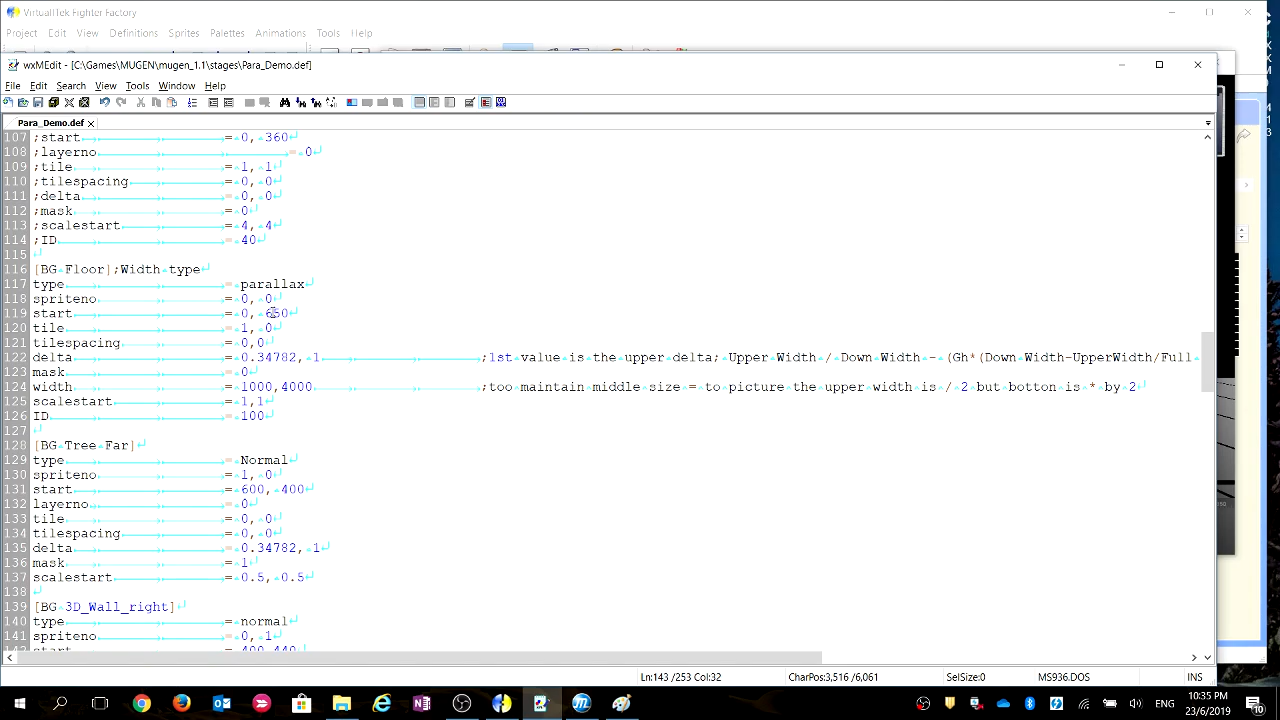 VirtualTek Fighter Factory
Project Edit View Definitions Sprites Palettes Animations Tools Help
wxMEdit - [C:\Games\MUGEN\mugen_1.1\stages\Para_Demo.def]
File Edit View Search Tools Window Help
Para_Demo.def
107 ;start = 0, 360
108 ;layerno = 0
109 ;tile = 1, 1
110 ;tilespacing = 0, 0
111 ;delta = 0, 0
112 ;mask = 0
113 ;scalestart = 4, 4
114 ;ID = 40
115
116 [BG Floor];Width type
117 type = parallax
118 spriteno = 0, 0
119 start = 0, 650
120 tile = 1, 0
121 tilespacing = 0,0
122 delta = 0.34782, 1 ;1st value is the upper delta; Upper Width / Down Width - (Gh*(Down Width-UpperWidth/Full
123 mask = 0
124 width =1000,4000 ;too maintain middle size = to picture the upper width is / 2 but botton is * by 2
125 scalestart =1,1
126 ID = 100
127
128 [BG Tree Far]
129 type = Normal
130 spriteno = 1, 0
131 start = 600, 400
132 layerno = 0
133 tile = 0, 0
134 tilespacing = 0, 0
135 delta = 0.34782, 1
136 mask = 1
137 scalestart = 0.5, 0.5
138
139 [BG 3D_Wall_right]
140 type = normal
141 spriteno = 0, 1
142 start = 400,440
Ln:143 /253 Col:32 CharPos:3,516 /6,061 SelSize:0 MS936.DOS INS
ENG
10:35 PM
23/6/2019
10